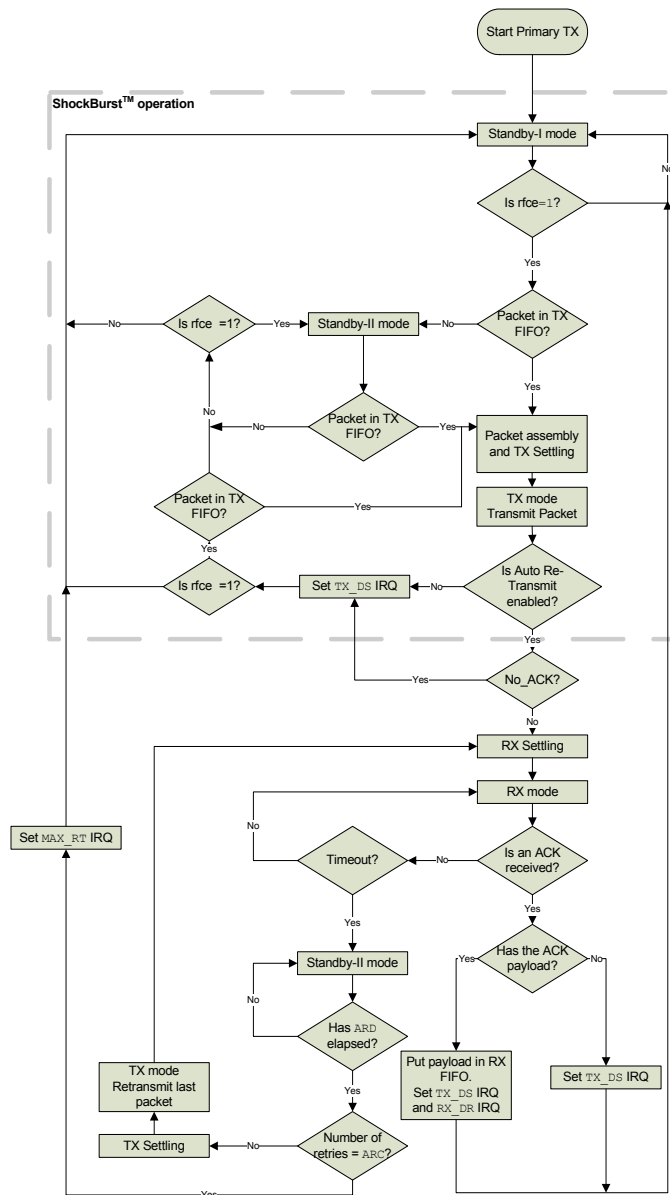 Start Primary TX
ShockBurst™ operation
Standby-I mode
No
Is rfce=1?
Yes
No
Is rfce =1?
Yes
Standby-II mode
No
Packet in TX
FIFO?
Yes
No
No
Packet in TX
FIFO?
Yes
Packet assembly
and TX Settling
Packet in TX
FIFO?
Yes
TX mode
Transmit Packet
Yes
Is rfce =1?
Set TX_DS IRQ
No
Is Auto Re-
Transmit
enabled?
Yes
Yes
No_ACK?
No
RX Settling
RX mode
No
Set MAX_RT IRQ
Timeout?
No
Is an ACK
received?
Yes
Yes
Standby-II mode
Yes
Has the ACK
payload?
No
No
Has ARD
elapsed?
TX mode
Retransmit last
packet
Put payload in RX
FIFO.
Set TX_DS IRQ
and RX_DR IRQ
Set TX_DS IRQ
Yes
TX Settling
No
Number of
retries = ARC?
Yes